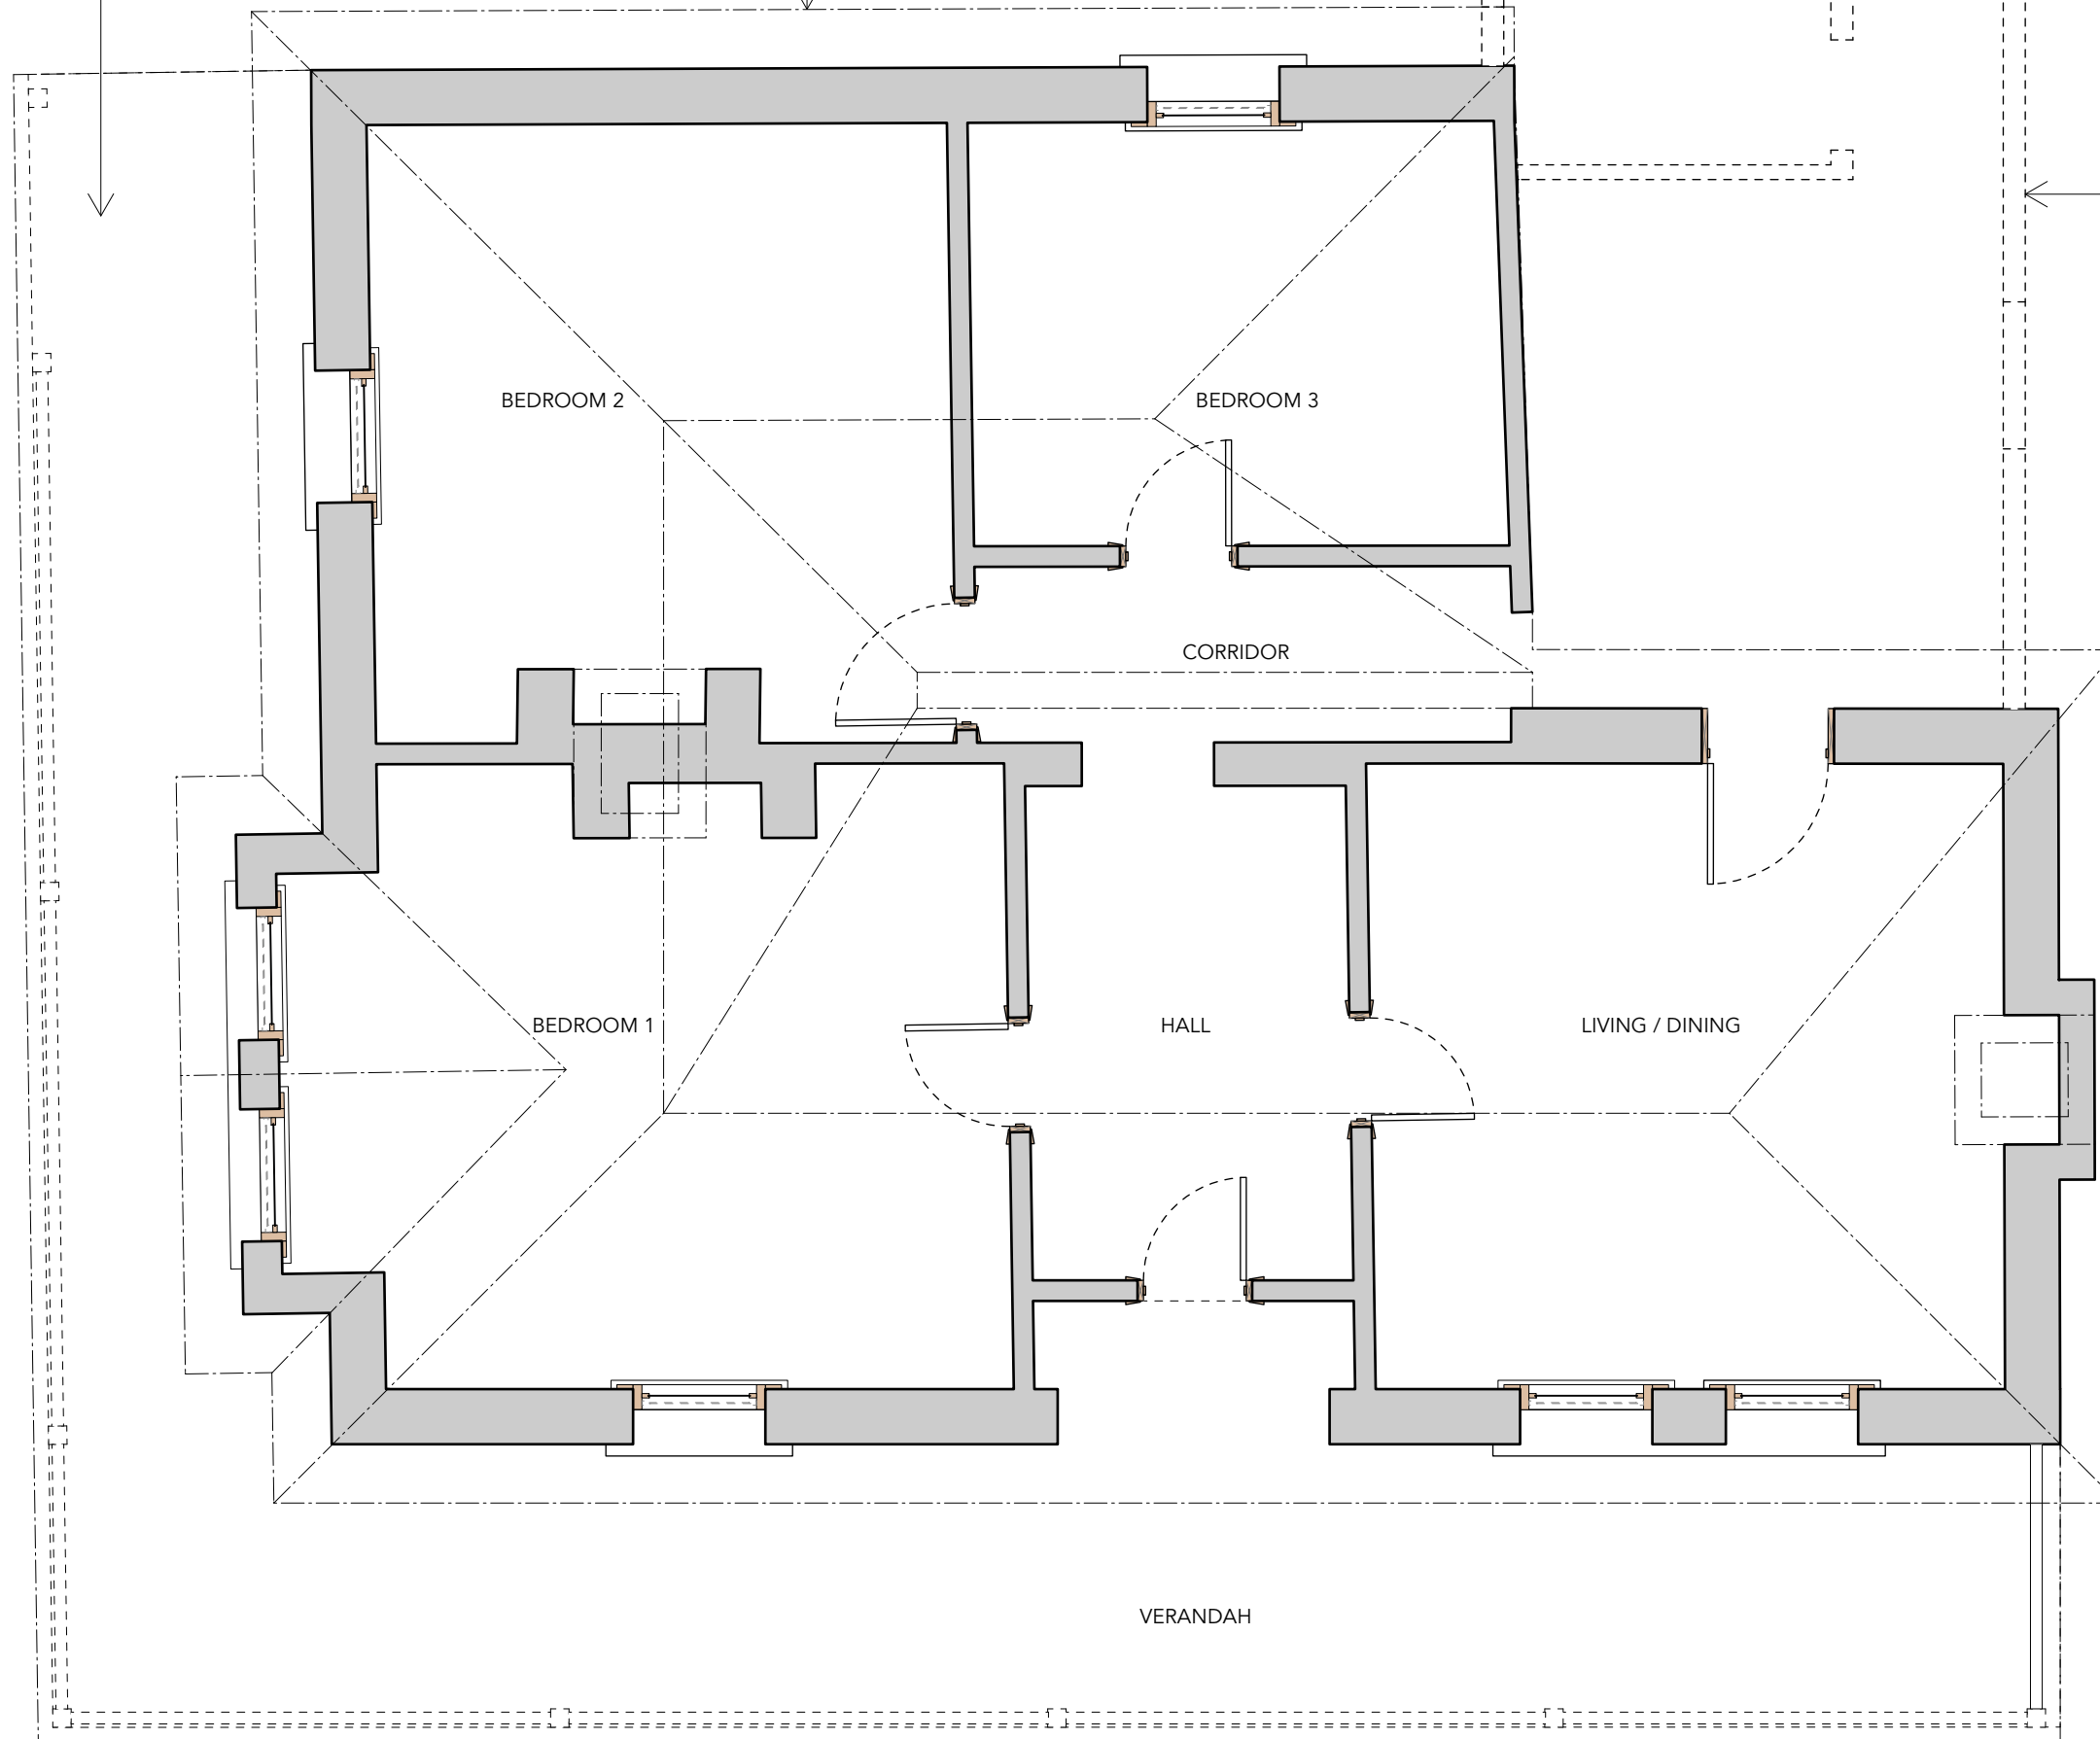 BEDROOM 2
BEDROOM 3
CORRIDOR
BEDROOM 1
HALL
LIVING / DINING
VERANDAH